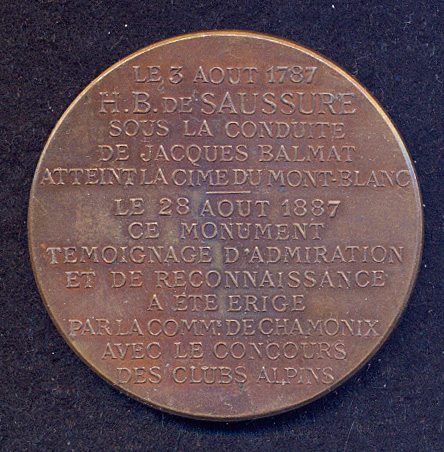 LE 3 AOUT 1787
H.B. DE SAUSSURE
SOUS LA CONDUITE
DE JACQUES BALMAT
ATTEINT LA CIME DU MONT-BLANC
LE 28 AOUT 1887
CE MONUMENT
TEMOIGNAGE D'ADMIRATION
ET DE RECONNAISSANCE
A ETE ERIGE
PAR LA COMM: DE CHAMONIX
AVEC LE CONCOURS
DES CLUBS ALPINS